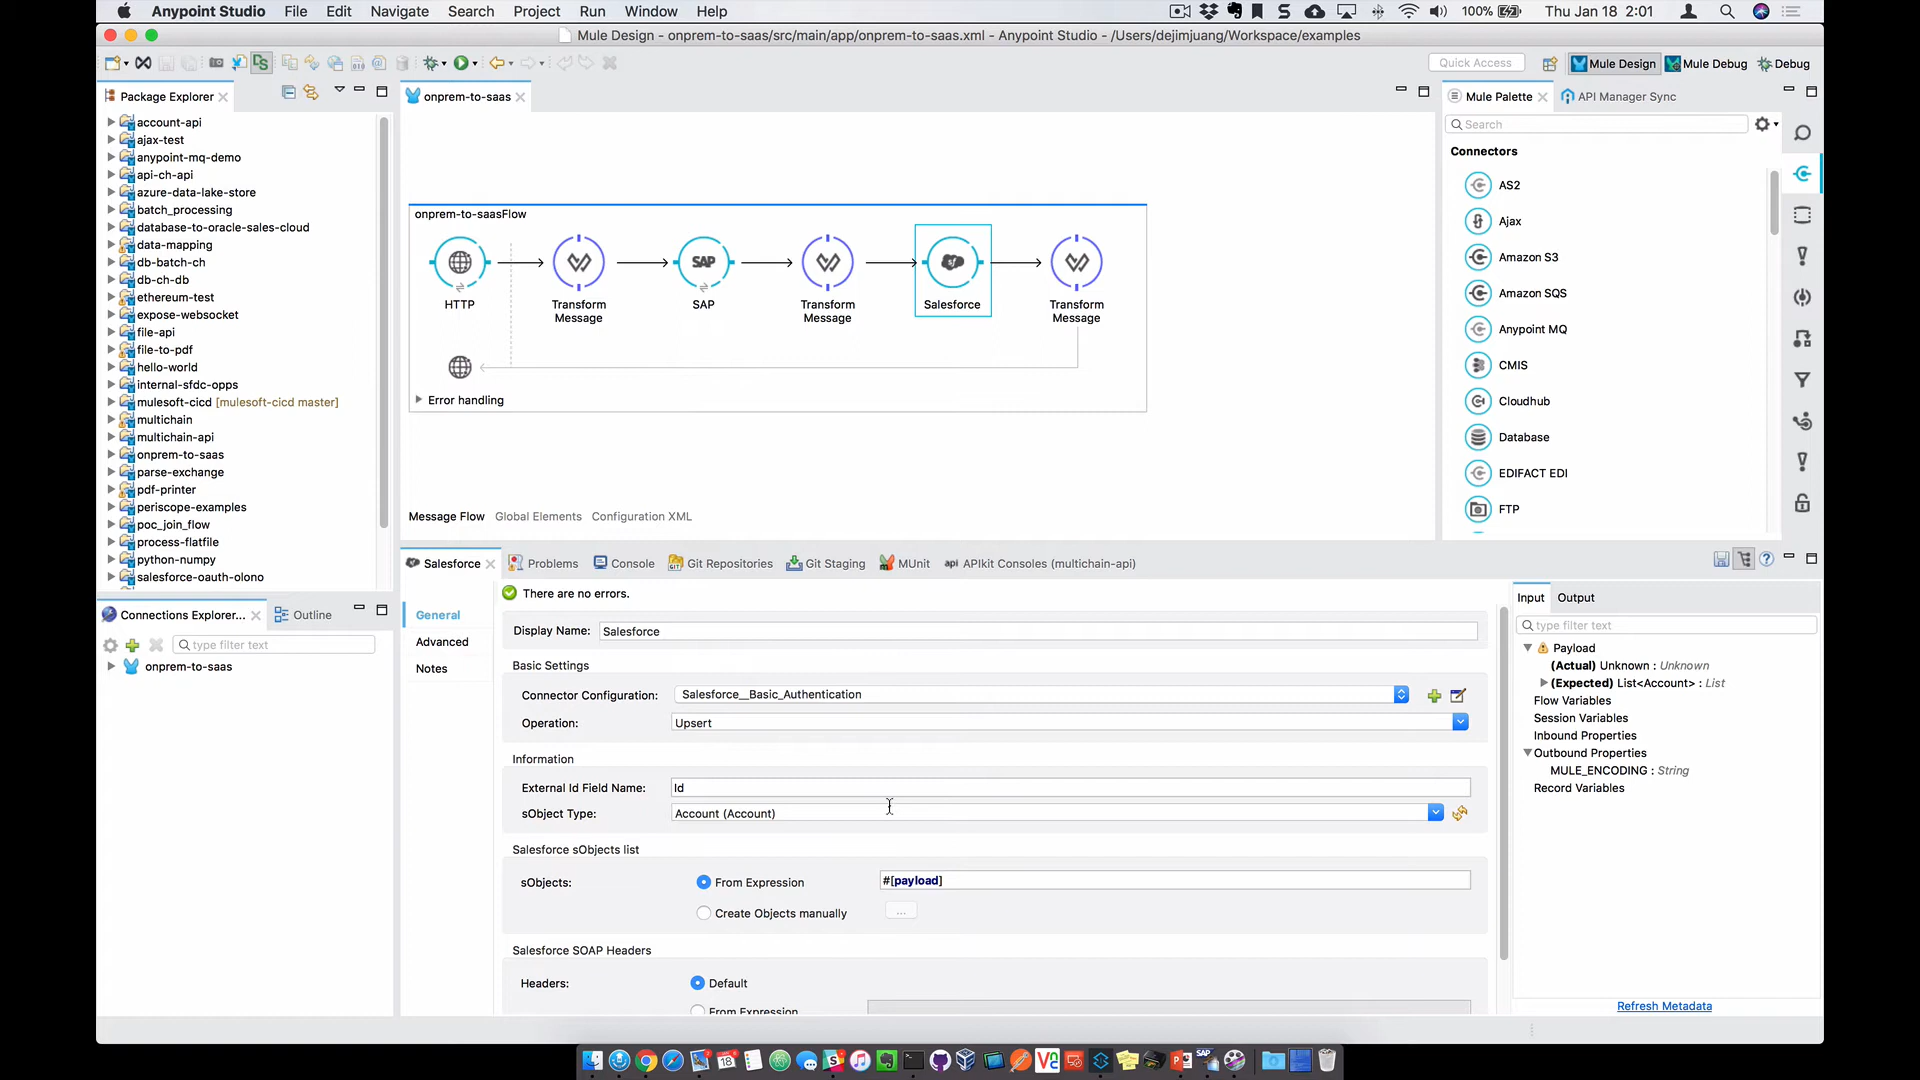 Anypoint Studio File Edit Navigate Search Project Run Window Help 100% Thu Jan 18 2:01
Mule Design - onprem-to-saas/src/main/app/onprem-to-saas.xml - Anypoint Studio - /Users/dejimjuang/Workspace/examples
Quick Access Mule Design Mule Debug Debug
Package Explorer
account-api
ajax-test
anypoint-mq-demo
api-ch-api
azure-data-lake-store
batch_processing
database-to-oracle-sales-cloud
data-mapping
db-batch-ch
db-ch-db
ethereum-test
expose-websocket
file-api
file-to-pdf
hello-world
internal-sfdc-opps
mulesoft-cicd [mulesoft-cicd master]
multichain
multichain-api
onprem-to-saas
parse-exchange
pdf-printer
periscope-examples
poc_join_flow
process-flatfile
python-numpy
salesforce-oauth-olono
Connections Explorer... Outline
type filter text
onprem-to-saas
onprem-to-saas
onprem-to-saasFlow
SAP
HTTP
Transform
Message
SAP
Transform
Message
Salesforce
Transform
Message
Error handling
Message Flow Global Elements Configuration XML
Mule Palette API Manager Sync
Search
Connectors
AS2
Ajax
Amazon S3
Amazon SQS
Anypoint MQ
CMIS
Cloudhub
Database
EDIFACT EDI
FTP
Salesforce Problems Console Git Repositories Git Staging MUnit api APIkit Consoles (multichain-api)
General
Advanced
Notes
There are no errors.
Display Name: Salesforce
Basic Settings
Connector Configuration: Salesforce__Basic_Authentication
Operation: Upsert
Information
External Id Field Name: Id
sObject Type: Account (Account)
Salesforce sObjects list
sObjects: From Expression #[payload]
Create Objects manually ...
Salesforce SOAP Headers
Headers: Default
From Expression
Input Output
type filter text
Payload
(Actual) Unknown : Unknown
(Expected) List<Account> : List
Flow Variables
Session Variables
Inbound Properties
Outbound Properties
MULE_ENCODING : String
Record Variables
Refresh Metadata